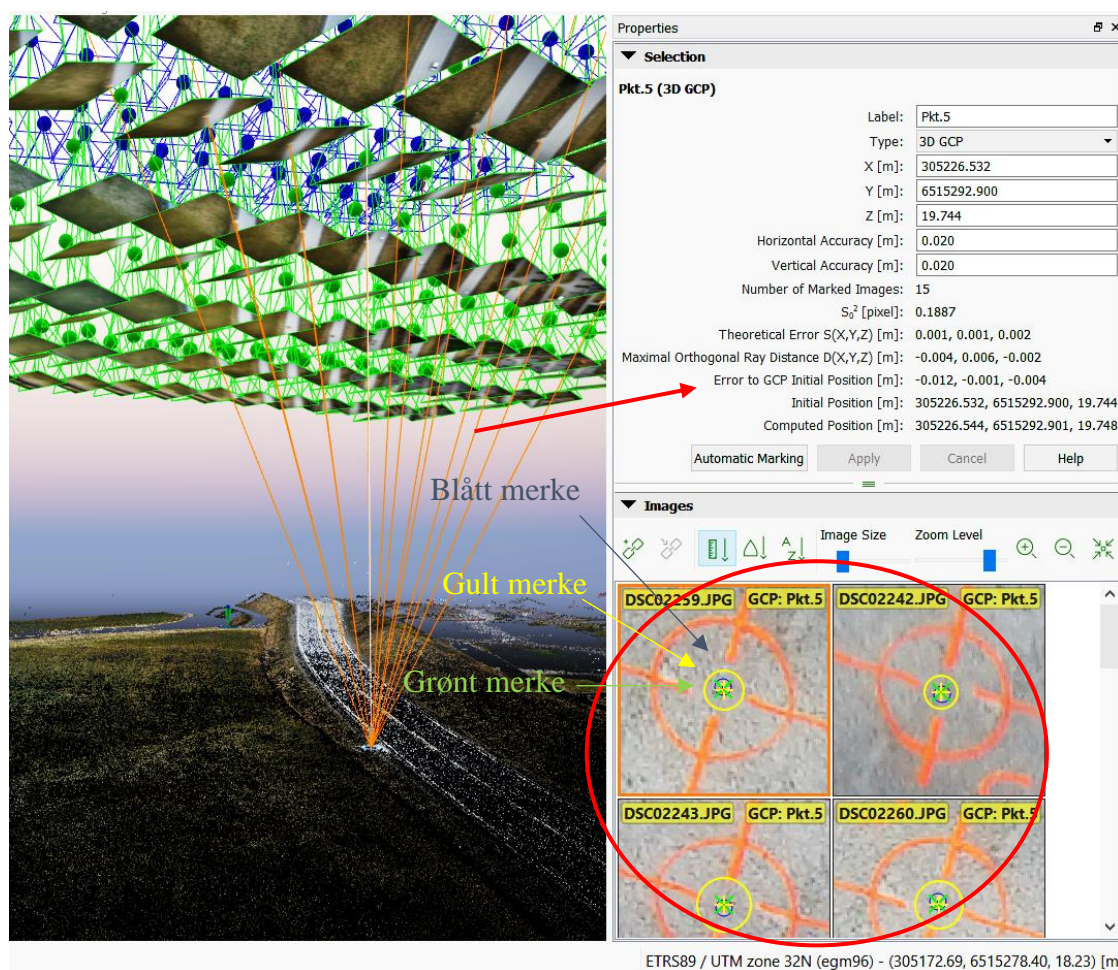 Properties
Selection
Pkt.5 (3D GCP)
Label: Pkt.5
Type: 3D GCP
X [m]: 305226.532
Y [m]: 6515292.900
Z [m]: 19.744
Horizontal Accuracy [m]: 0.020
Vertical Accuracy [m]: 0.020
Number of Marked Images: 15
S₀² [pixel]: 0.1887
Theoretical Error S(X,Y,Z) [m]: 0.001, 0.001, 0.002
Maximal Orthogonal Ray Distance D(X,Y,Z) [m]: -0.004, 0.006, -0.002
Error to GCP Initial Position [m]: -0.012, -0.001, -0.004
Initial Position [m]: 305226.532, 6515292.900, 19.744
Computed Position [m]: 305226.544, 6515292.901, 19.748
Automatic Marking Apply Cancel Help
Blått merke
Images
Image Size Zoom Level
A
Z
Gult merke
DSC02259.JPG GCP: Pkt.5 DSC02242.JPG GCP: Pkt.5
Grønt merke
DSC02243.JPG GCP: Pkt.5 DSC02260.JPG GCP: Pkt.5
ETRS89 / UTM zone 32N (egm96) - (305172.69, 6515278.40, 18.23) [m